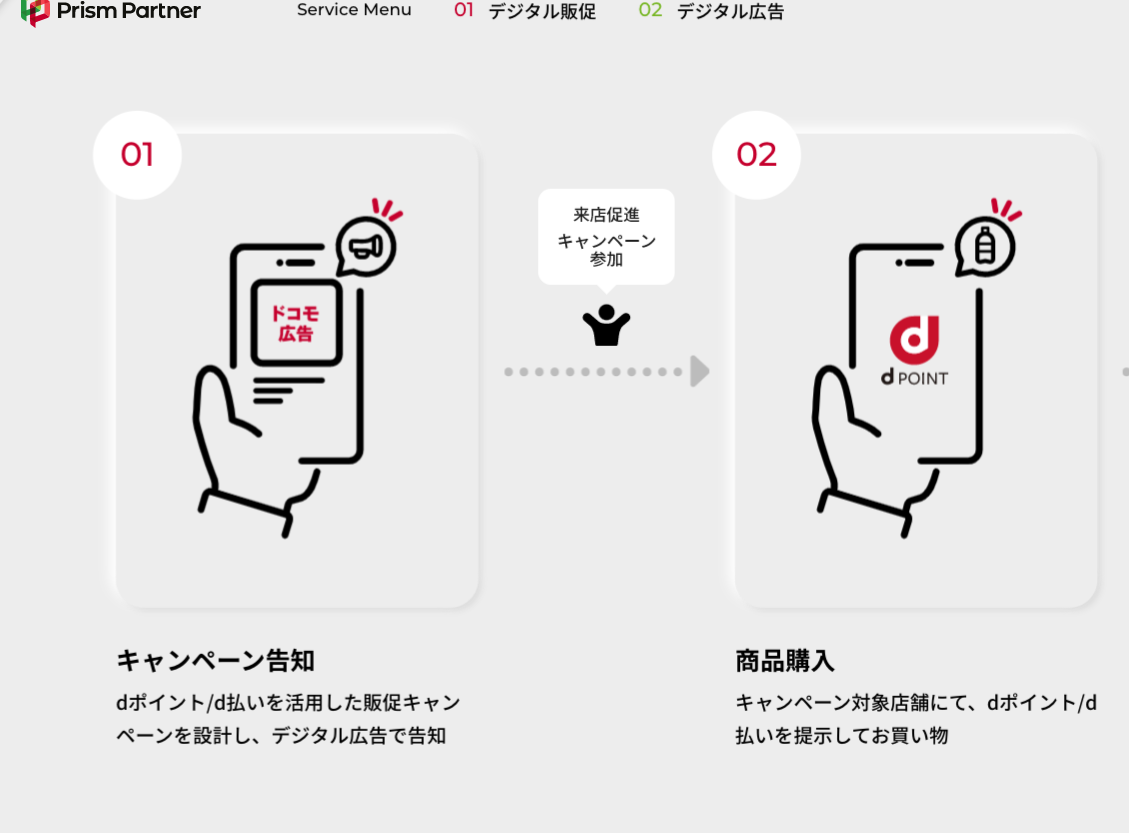 Prism Partner
Service Menu
01 デジタル販促
02 デジタル広告
01
ドコモ
広告
キャンペーン告知
dポイント/d払いを活用した販促キャン
ペーンを設計し、デジタル広告で告知
来店促進
キャンペーン
参加
02
d POINT
商品購入
キャンペーン対象店舗にて、dポイント/d
払いを提示してお買い物